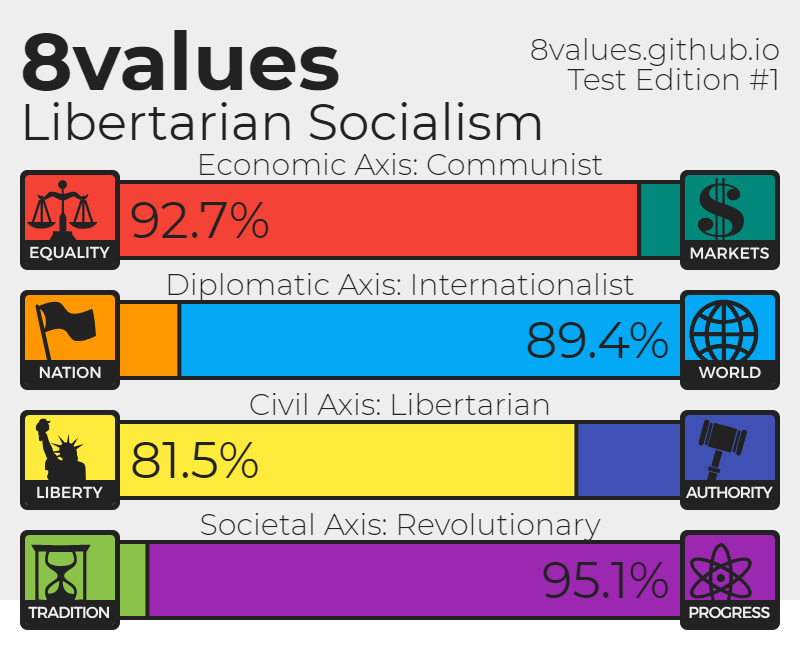 8values
8values.github.io
Test Edition #1
Libertarian Socialism
Economic Axis: Communist
EQUALITY
92.7%
MARKETS
Diplomatic Axis: Internationalist
NATION
89.4%
WORLD
Civil Axis: Libertarian
LIBERTY
81.5%
AUTHORITY
Societal Axis: Revolutionary
TRADITION
95.1%
PROGRESS